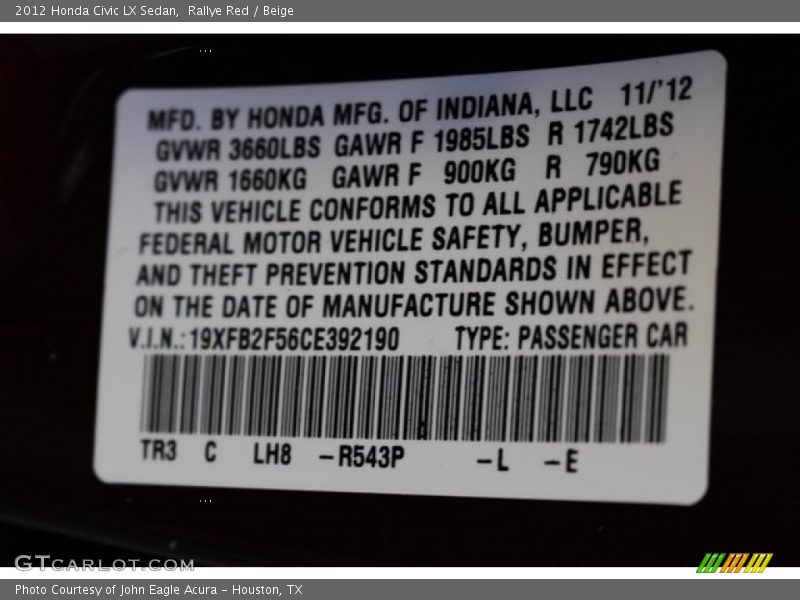 2012 Honda Civic LX Sedan, Rallye Red / Beige
MFD. BY HONDA MFG. OF INDIANA, LLC 11/'12
GVWR 3660LBS GAWR F 1985LBS R 1742LBS
GVWR 1660KG GAWR F 900KG R 790KG
THIS VEHICLE CONFORMS TO ALL APPLICABLE
FEDERAL MOTOR VEHICLE SAFETY, BUMPER,
AND THEFT PREVENTION STANDARDS IN EFFECT
ON THE DATE OF MANUFACTURE SHOWN ABOVE.
V.I.N.:19XFB2F56CE392190 TYPE: PASSENGER CAR
TR3 C LH8 -R543P -L -E
GTCARLOT.COM
Photo Courtesy of John Eagle Acura - Houston, TX